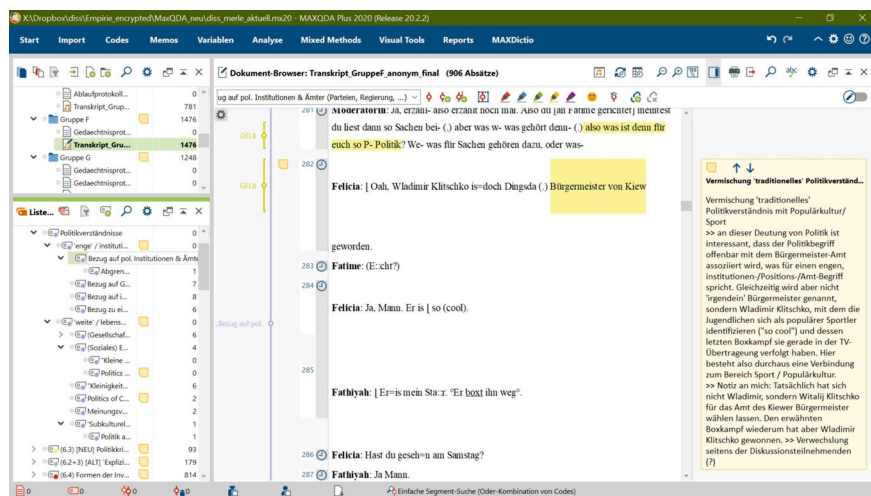 X:\Dropbox\diss\Empirie_encrypted\MaxQDA_neu\diss_merle_aktuell.mx20 - MAXQDA Plus 2020 (Release 20.2.2)
Start Import Codes Memos Variablen Analyse Mixed Methods Visual Tools Reports MAXDictio
Dokument-Browser: Transkript_GruppeF_anonym_final (906 Absätze)
Ablaufprotokoll... 0
Transkript_Grup... 781
Gruppe F 1476
Gedaechtnisprot... 0
Transkript_Gru... 1476
Gruppe G 1248
Gedaechtnisprot... 0
Gedaechtnisprot... 0
Liste...
Politikverständnisse 0
'enge' / instituti... 0
Bezug auf pol. Institutionen & Ämte
Abgren... 1
Bezug auf G... 7
Bezug auf i... 8
Bezug zu ei... 6
'weite' / lebens... 0
(Gesellschaf... 6
(Soziales) E... 4
"Kleine ... 0
Politics ... 0
"Kleinigkeit... 6
Politics of C... 2
Meinungsv... 2
'Subkulturel... 1
Politik a... 1
(6.3) [NEU] Politikkri... 93
(6.2+3) [ALT] 'Explizi... 179
(6.4) Formen der Inv... 814
ug auf pol. Institutionen & Ämter (Parteien, Regierung, ...)
281 Moderatorin: Ja, erzähl- also erzähl noch mal. Also du [an Fatime gerichtet] meintest
du liest dann so Sachen bei- (.) aber was w- was gehört denn- (.) also was ist denn für
GELB
euch so P- Politik? We- was für Sachen gehören dazu, oder was-
282
GELB
Felicia: ⌊ Oah, Wladimir Klitschko is=doch Dingsda (.) Bürgermeister von Kiew
geworden.
283 Fatime: (E::cht?)
284
Felicia: Ja, Mann. Er is ⌊ so (cool).
..Bezug auf pol.
285
Fathiyah: ⌊ Er=is mein Sta::r. °Er boxt ihn weg°.
286 Felicia: Hast du geseh=n am Samstag?
287 Fathiyah: Ja Mann.
Vermischung 'traditionelles' Politikverständ...
Vermischung 'traditionelles'
Politikverständnis mit Populärkultur/
Sport
>> an dieser Deutung von Politik ist
interessant, dass der Politikbegriff
offenbar mit dem Bürgermeister-Amt
assoziiert wird, was für einen engen,
institutionen-/Positions-/Amt-Begriff
spricht. Gleichzeitig wird aber nicht
'irgendein' Bürgermeister genannt,
sondern Wladimir Klitschko, mit dem die
Jugendlichen sich als populärer Sportler
identifizieren ("so cool") und dessen
letzten Boxkampf sie gerade in der TV-
Übertrageung verfolgt haben. Hier
besteht also durchaus eine Verbindung
zum Bereich Sport / Populärkultur.
>> Notiz an mich: Tatsächlich hat sich
nicht Wladimir, sondern Witalij Klitschko
für das Amt des Kiewer Bürgermeister
wählen lassen. Den erwähnten
Boxkampf wiederum hat aber Wladimir
Klitschko gewonnen. >> Verwechslung
seitens der Diskussionsteilnehmenden
(?)
0 0 0 0 Einfache Segment-Suche (Oder-Kombination von Codes)